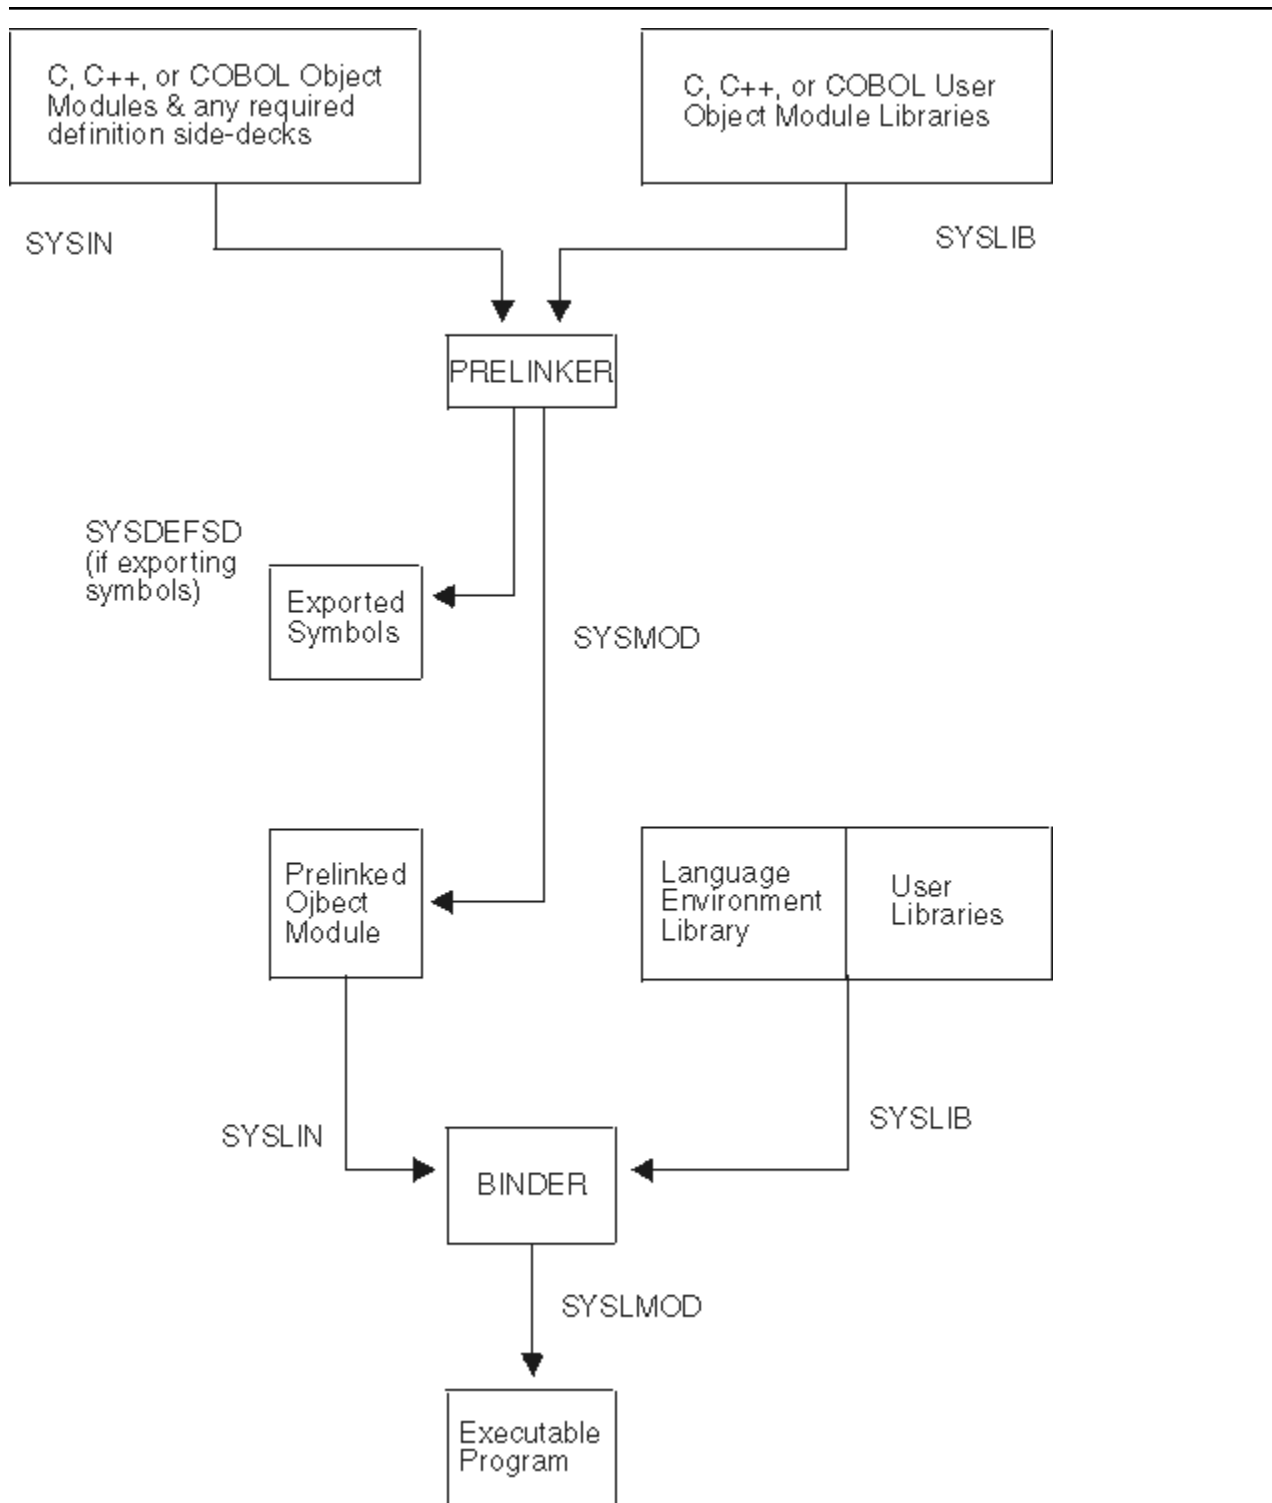 C, C++, or COBOL Object
Modules & any required
definition side-decks
C, C++, or COBOL User
Object Module Libraries
SYSIN
SYSLIB
PRELINKER
SYSDEFSD
(if exporting
symbols)
Exported
Symbols
SYSMOD
Prelinked
Ojbect
Module
Language
Environment
Library
User
Libraries
SYSLIN
SYSLIB
BINDER
SYSLMOD
Executable
Program